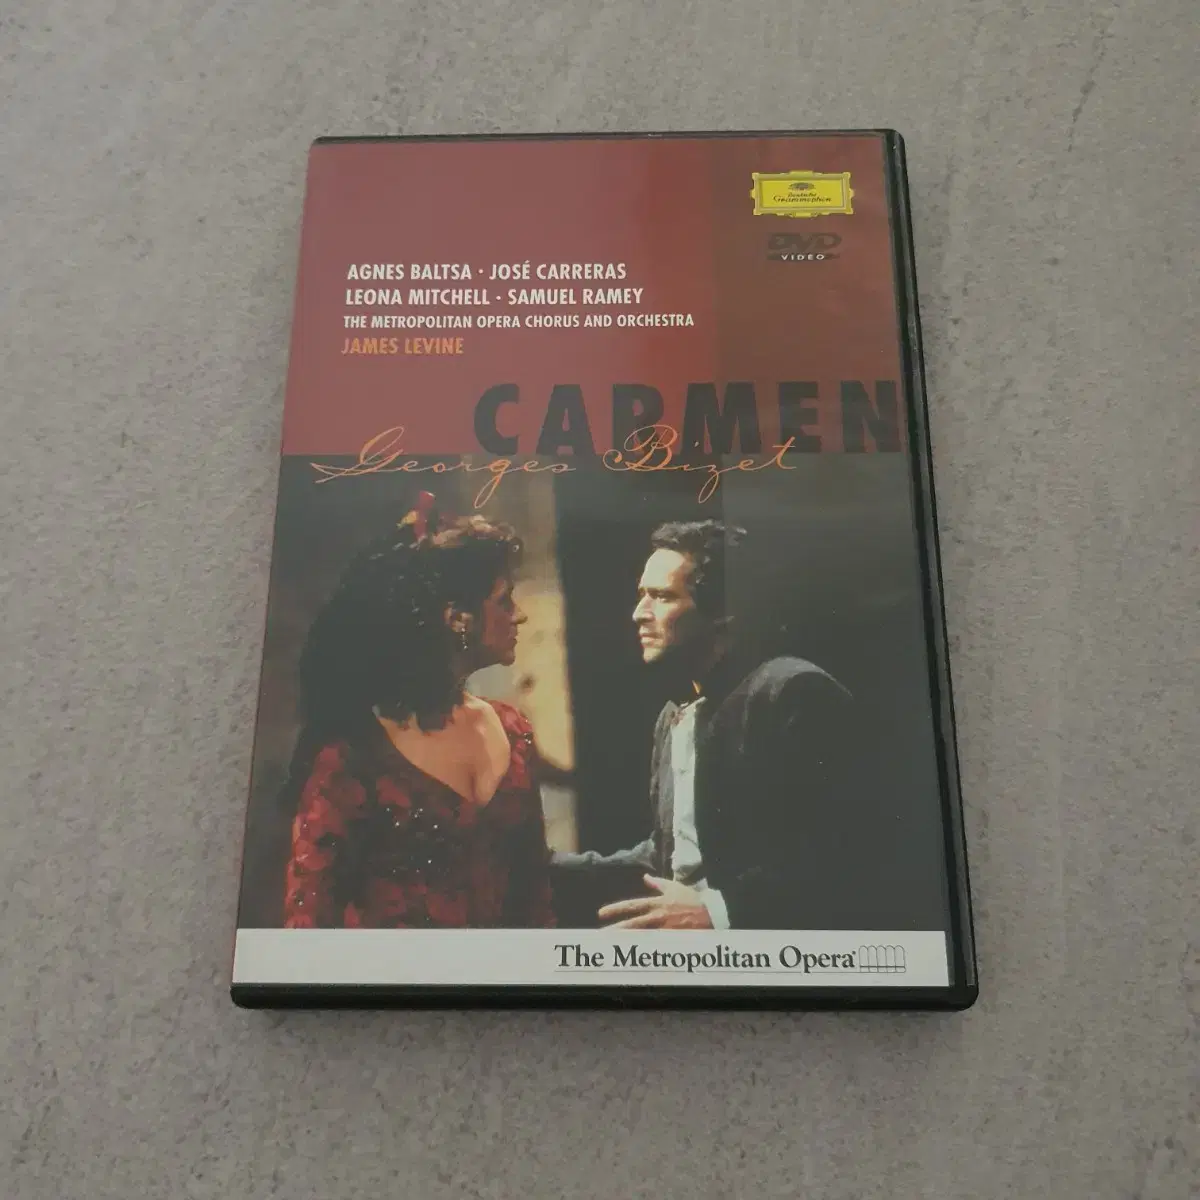 Deutsche
Grammophon
DVD
VIDEO
AGNES BALTSA · JOSÉ CARRERAS
LEONA MITCHELL · SAMUEL RAMEY
THE METROPOLITAN OPERA CHORUS AND ORCHESTRA
JAMES LEVINE
CARMEN
Georges Bizet
The Metropolitan Opera